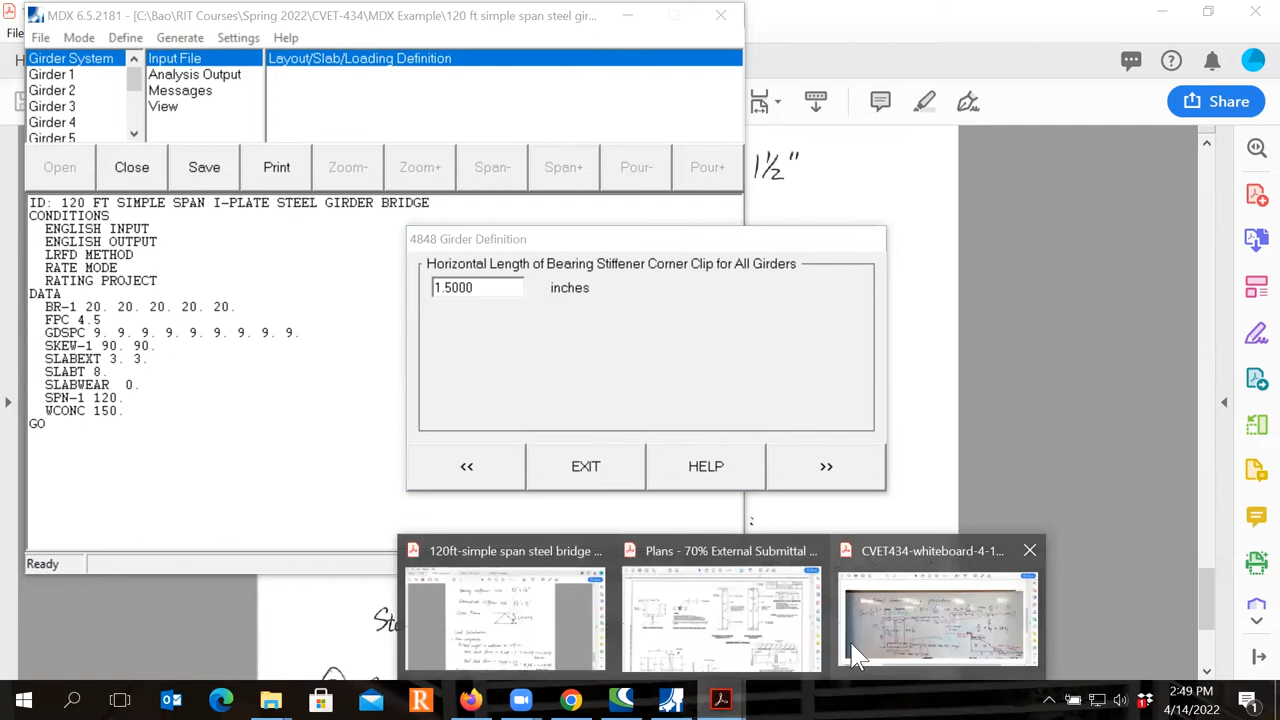 MDX 6.5.2181 - [C:\Bao\RIT Courses\Spring 2022\CVET-434\MDX Example\120 ft simple span steel gir...
File Mode Define Generate Settings Help
Girder System
Girder 1
Girder 2
Girder 3
Girder 4
Girder 5
Input File
Analysis Output
Messages
View
Layout/Slab/Loading Definition
Share
Open Close Save Print Zoom- Zoom+ Span- Span+ Pour- Pour+
1½"
ID: 120 FT SIMPLE SPAN I-PLATE STEEL GIRDER BRIDGE
CONDITIONS
ENGLISH INPUT
ENGLISH OUTPUT
LRFD METHOD
RATE MODE
RATING PROJECT
DATA
BR-1 20. 20. 20. 20. 20.
FPC 4.5
GDSPC 9. 9. 9. 9. 9. 9. 9. 9. 9.
SKEW-1 90. 90.
SLABEXT 3. 3.
SLABT 8.
SLABWEAR 0.
SPN-1 120.
WCONC 150.
GO
4848 Girder Definition
Horizontal Length of Bearing Stiffener Corner Clip for All Girders
1.5000 inches
<< EXIT HELP >>
Ready
120ft-simple span steel bridge ...
Plans - 70% External Submittal ...
CVET434-whiteboard-4-1...
Ste
2:49 PM
4/14/2022